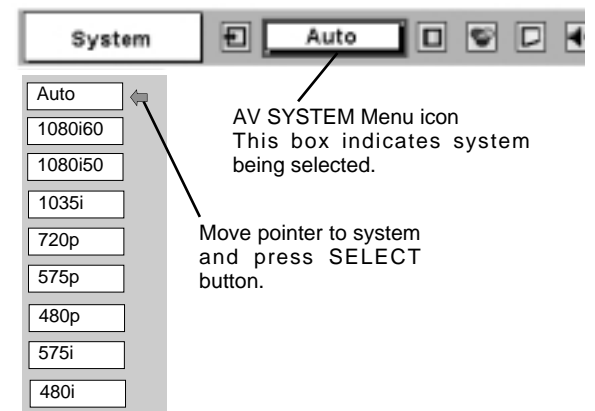 System
Auto
Auto
1080i60
1080i50
1035i
720p
575p
480p
575i
480i
AV SYSTEM Menu icon
This box indicates system
being selected.
Move pointer to system
and press SELECT
button.